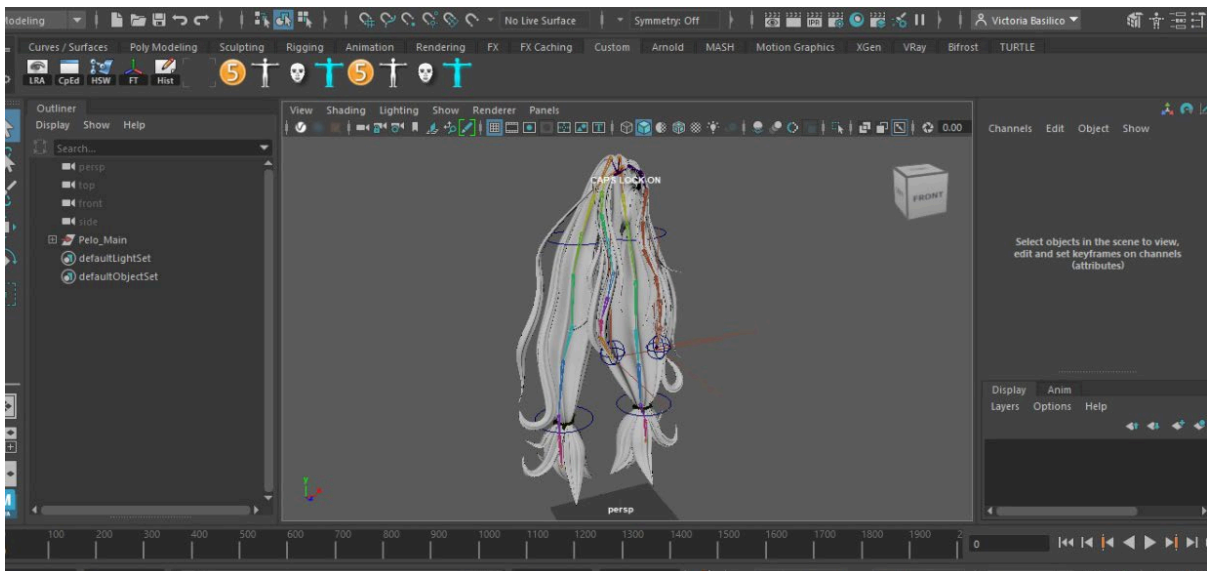 Modeling
No Live Surface
Symmetry: Off
Victoria Basilico
Curves / Surfaces Poly Modeling Sculpting Rigging Animation Rendering FX FX Caching Custom Arnold MASH Motion Graphics XGen VRay Bifrost TURTLE
IPR
LRA CpEd HSW FT Hist
5 5
Outliner
Display Show Help
Search...
persp
top
front
side
Pelo_Main
defaultLightSet
defaultObjectSet
View Shading Lighting Show Renderer Panels
0.00
CAPS LOCK ON
FRONT
persp
Channels Edit Object Show
Select objects in the scene to view,
edit and set keyframes on channels
(attributes)
Display Anim
Layers Options Help
100 200 300 400 500 600 700 800 900 1000 1100 1200 1300 1400 1500 1600 1700 1800 1900 2
0